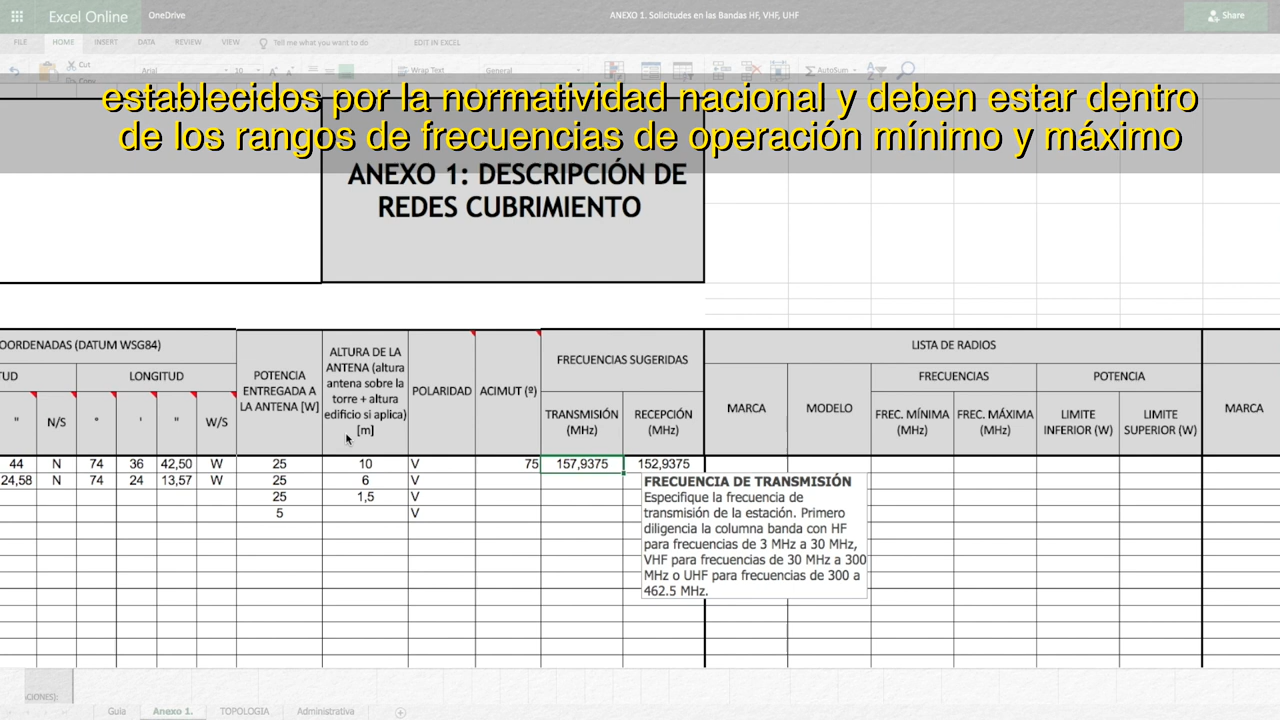 Excel Online
OneDrive
ANEXO 1. Solicitudes en las Bandas HF, VHF, UHF
Share
FILE HOME INSERT DATA REVIEW VIEW Tell me what you want to do EDIT IN EXCEL
Cut
Copy
Arial 10
Wrap Text
General
AutoSum
establecidos por la normatividad nacional y deben estar dentro
de los rangos de frecuencias de operación mínimo y máximo
ANEXO 1: DESCRIPCIÓN DE
REDES CUBRIMIENTO
OORDENADAS (DATUM WSG84)
TUD
LONGITUD
" N/S ° ' " W/S
POTENCIA
ENTREGADA A
LA ANTENA [W]
ALTURA DE LA
ANTENA (altura
antena sobre la
torre + altura
edificio si aplica)
[m]
POLARIDAD
ACIMUT (º)
FRECUENCIAS SUGERIDAS
TRANSMISIÓN
(MHz)
RECEPCIÓN
(MHz)
LISTA DE RADIOS
MARCA
MODELO
FRECUENCIAS
FREC. MÍNIMA
(MHz)
FREC. MÁXIMA
(MHz)
POTENCIA
LIMITE
INFERIOR (W)
LIMITE
SUPERIOR (W)
MARCA
44 N 74 36 42,50 W 25 10 V 75 157,9375 152,9375
24,58 N 74 24 13,57 W 25 6 V
25 1,5 V
5 V
FRECUENCIA DE TRANSMISIÓN
Especifique la frecuencia de
transmisión de la estación. Primero
diligencia la columna banda con HF
para frecuencias de 3 MHz a 30 MHz,
VHF para frecuencias de 30 MHz a 300
MHz o UHF para frecuencias de 300 a
462.5 MHz.
CIONES):
Guia Anexo 1. TOPOLOGIA Administrativa